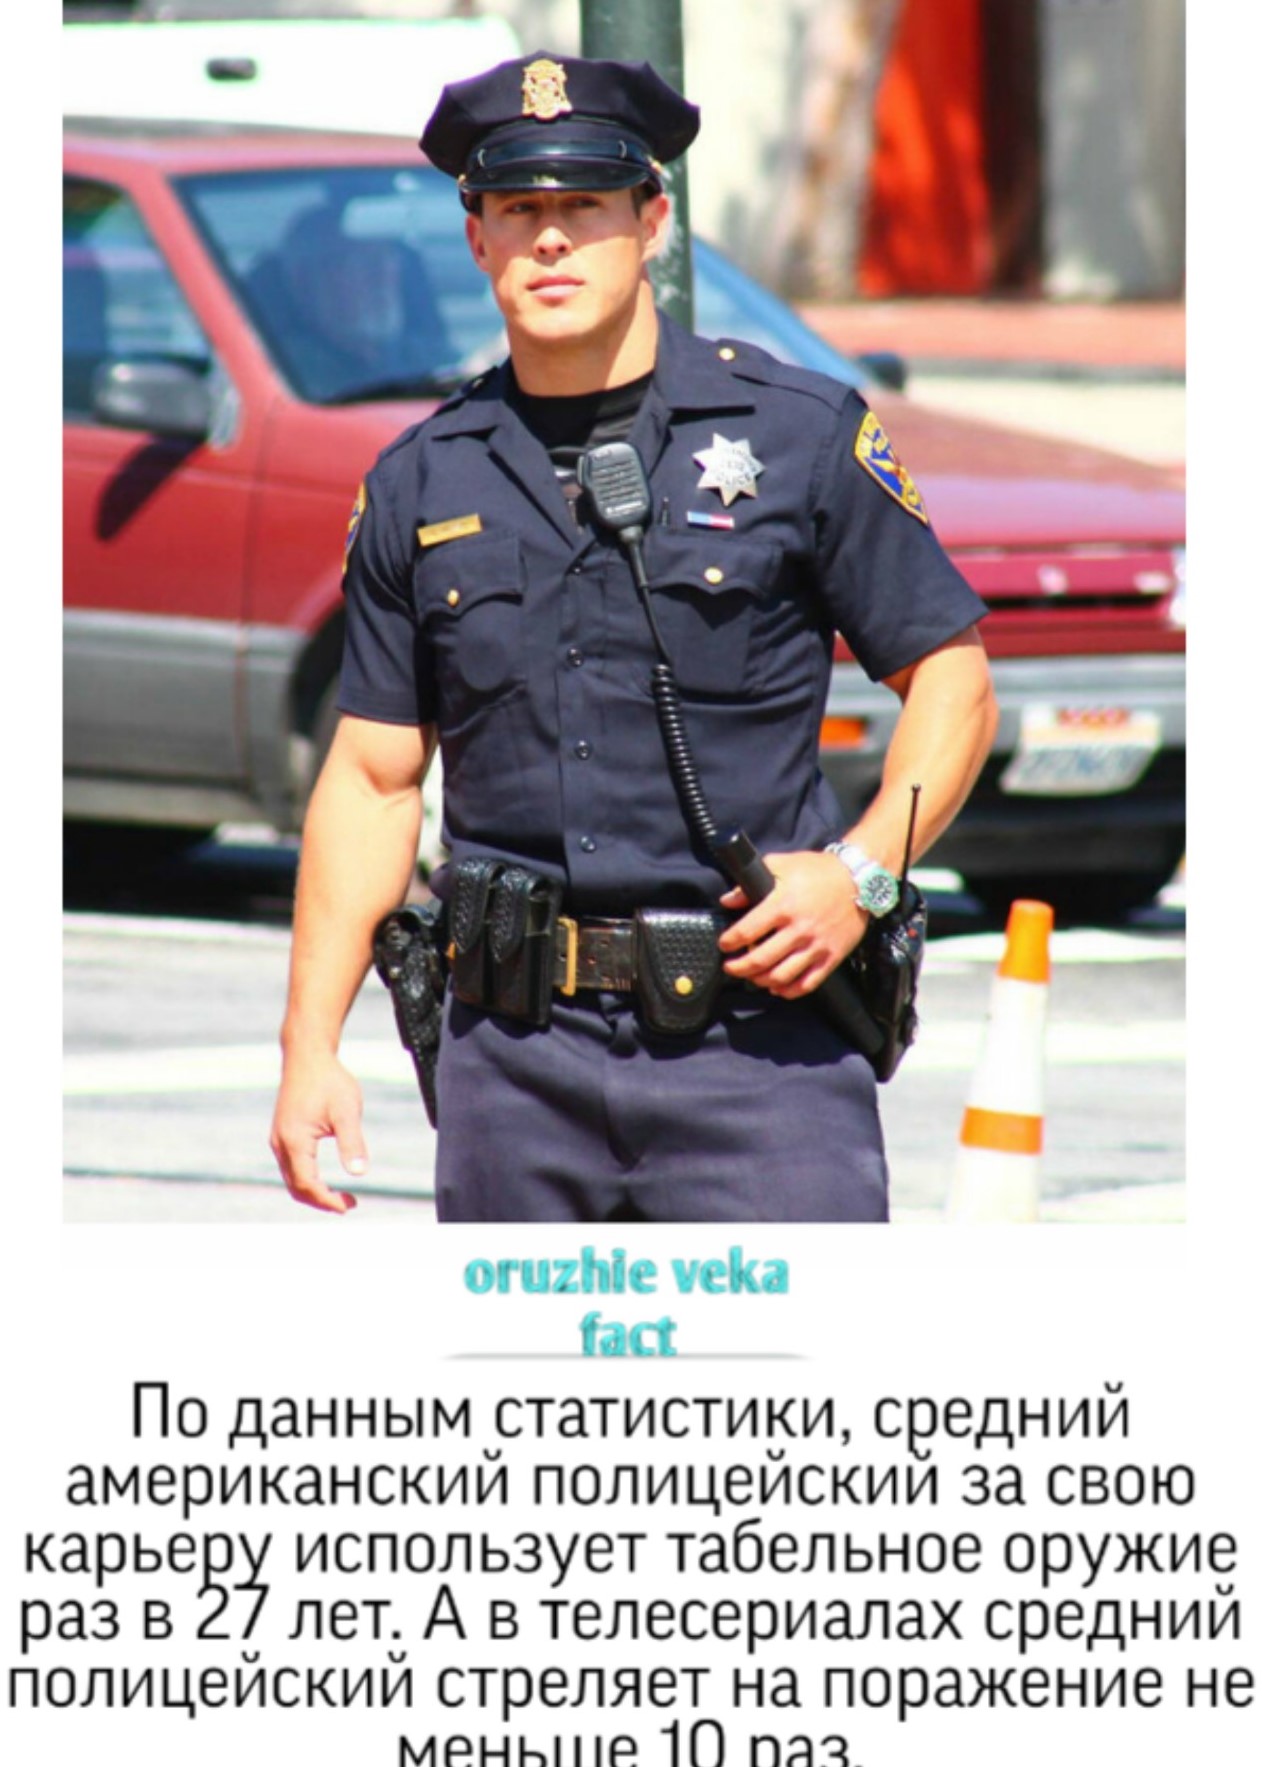 oruzhie veka
fact
По данным статистики, средний
американский полицейский за свою
карьеру использует табельное оружие
раз в 27 лет. А в телесериалах средний
полицейский стреляет на поражение не
меньше 10 раз.